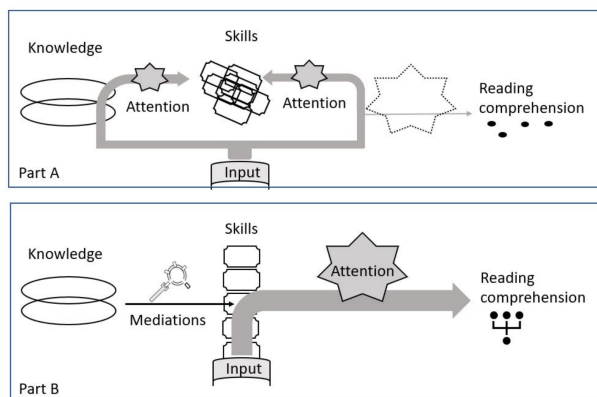 Knowledge
Skills
Attention
Attention
Reading
comprehension
Input
Part A
Knowledge
Skills
Attention
Mediations
Reading
comprehension
Input
Part B